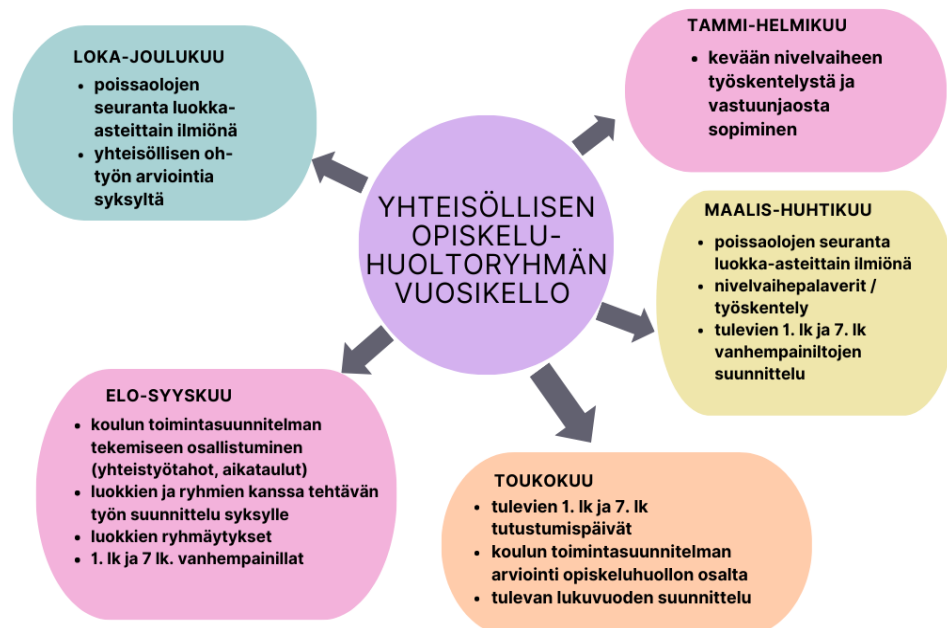 LOKA-JOULUKUU
• poissaolojen
seuranta luokka-
asteittain ilmiönä
• yhteisöllisen oh-
työn arviointia
syksyltä
TAMMI-HELMIKUU
• kevään nivelvaiheen
työskentelystä ja
vastuunjaosta
sopiminen
YHTEISÖLLISEN
OPISKELU-
HUOLTORYHMÄN
VUOSIKELLO
MAALIS-HUHTIKUU
• poissaolojen seuranta
luokka-asteittain ilmiönä
• nivelvaihepalaverit /
työskentely
• tulevien 1. lk ja 7. lk
vanhempainiltojen
suunnittelu
ELO-SYYSKUU
• koulun toimintasuunnitelman
tekemiseen osallistuminen
(yhteistyötahot, aikataulut)
• luokkien ja ryhmien kanssa tehtävän
työn suunnittelu syksylle
• luokkien ryhmäytykset
• 1. lk ja 7 lk. vanhempainillat
TOUKOKUU
• tulevien 1. lk ja 7. lk
tutustumispäivät
• koulun toimintasuunnitelman
arviointi opiskeluhuollon osalta
• tulevan lukuvuoden suunnittelu